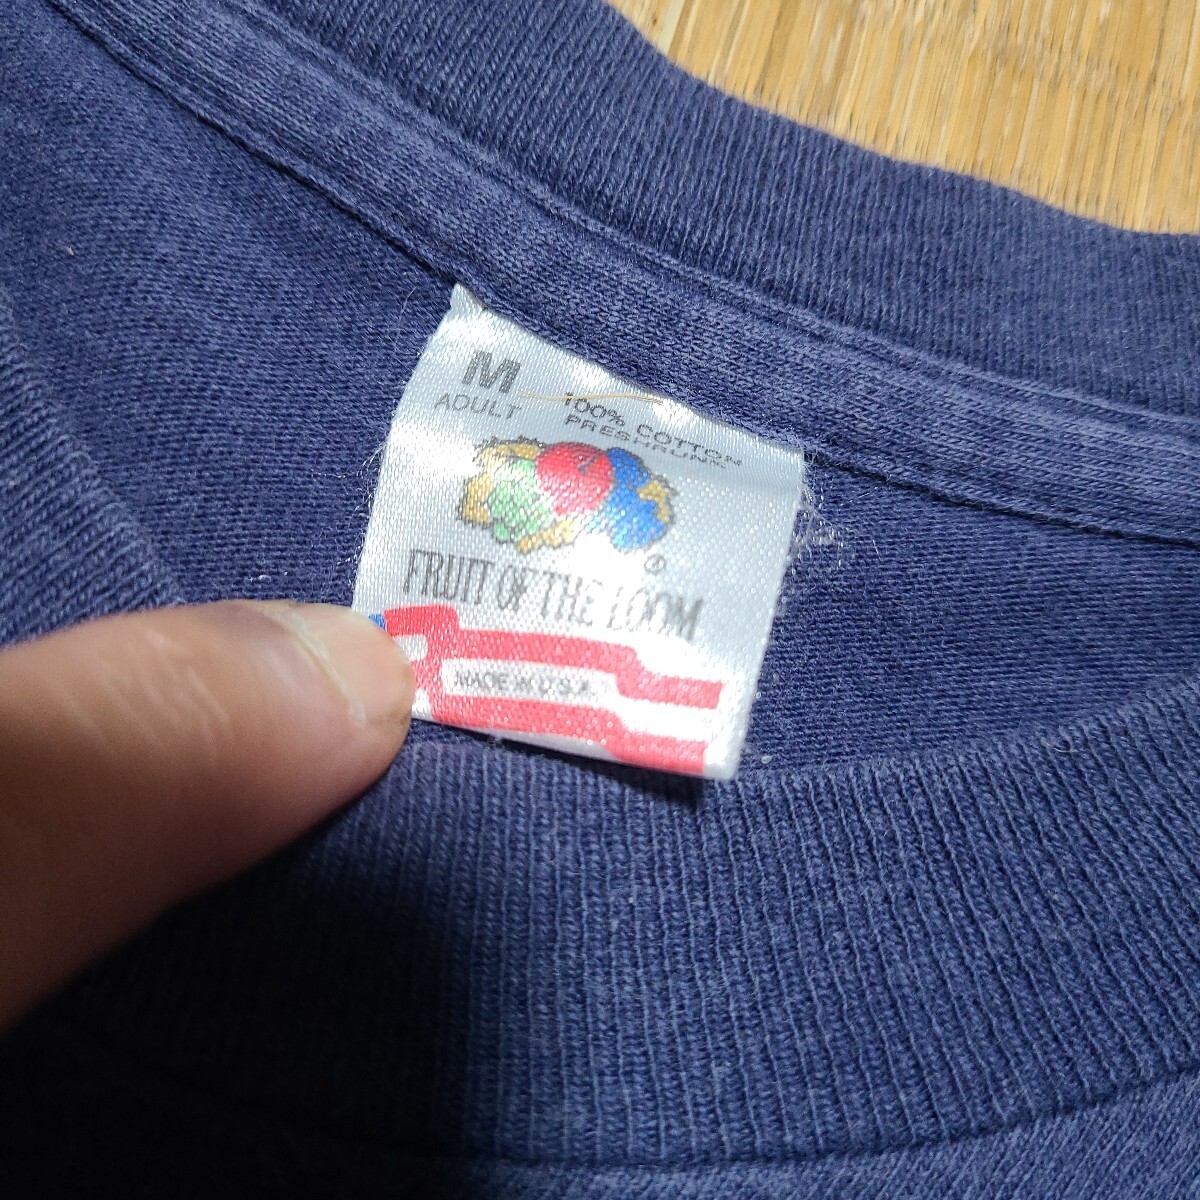 M
ADULT
100% COTTON
PRESHRUNK
®
FRUIT OF THE LOOM
MADE IN U.S.A.